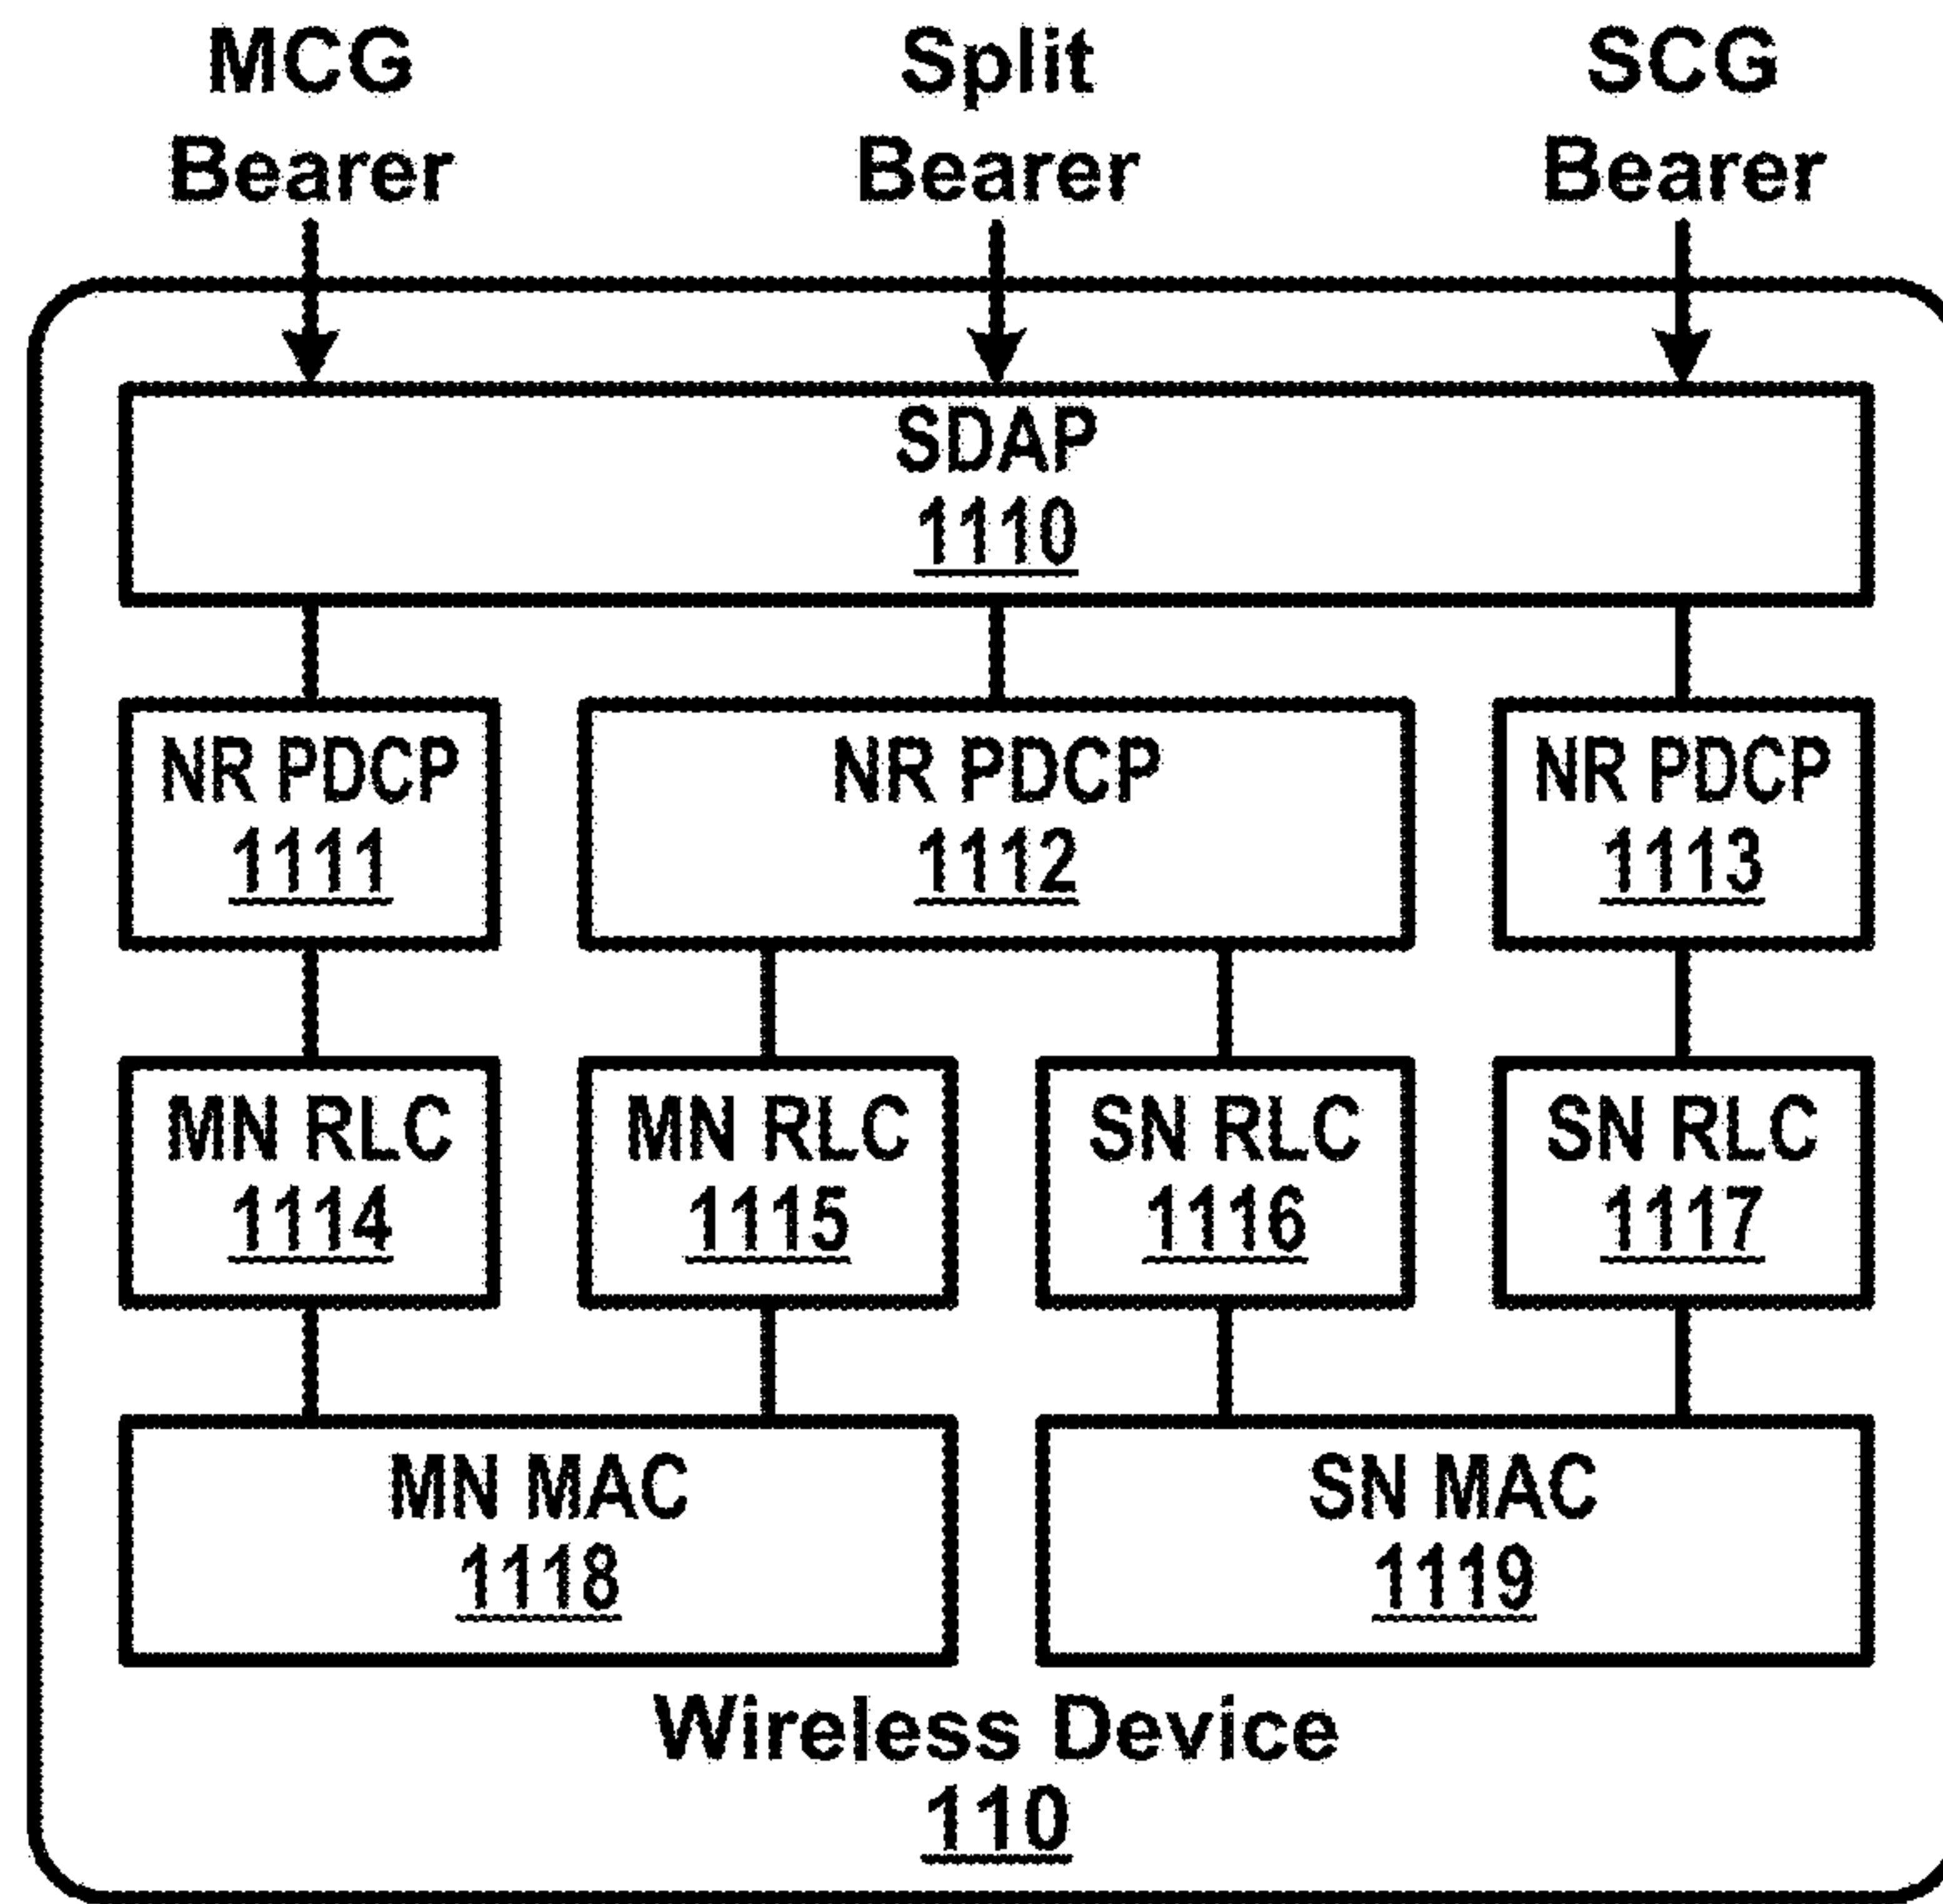 MCG
Bearer
Split
Bearer
SCG
Bearer
SDAP
1110
NR PDCP
1111
NR PDCP
1112
NR PDCP
1113
MN RLC
1114
MN RLC
1115
SN RLC
1116
SN RLC
1117
MN MAC
1118
SN MAC
1119
Wireless Device
110